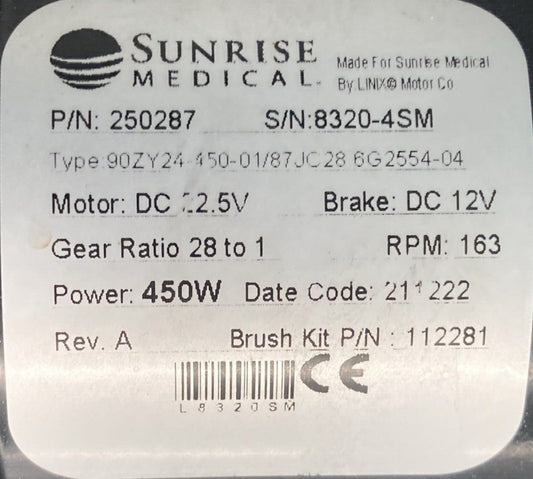 SUNRISE
MEDICAL
Made For Sunrise Medical
By LINIX® Motor Co
P/N: 250287 S/N:8320-4SM
Type 90ZY24-450-01/87JC28.6G2554-04
Motor: DC Brake: DC 12V
Gear Ratio 28 to 1 RPM: 163
Power: 450W Date Code:
Rev. A Brush Kit P/N : 112281
CE
L8320SM